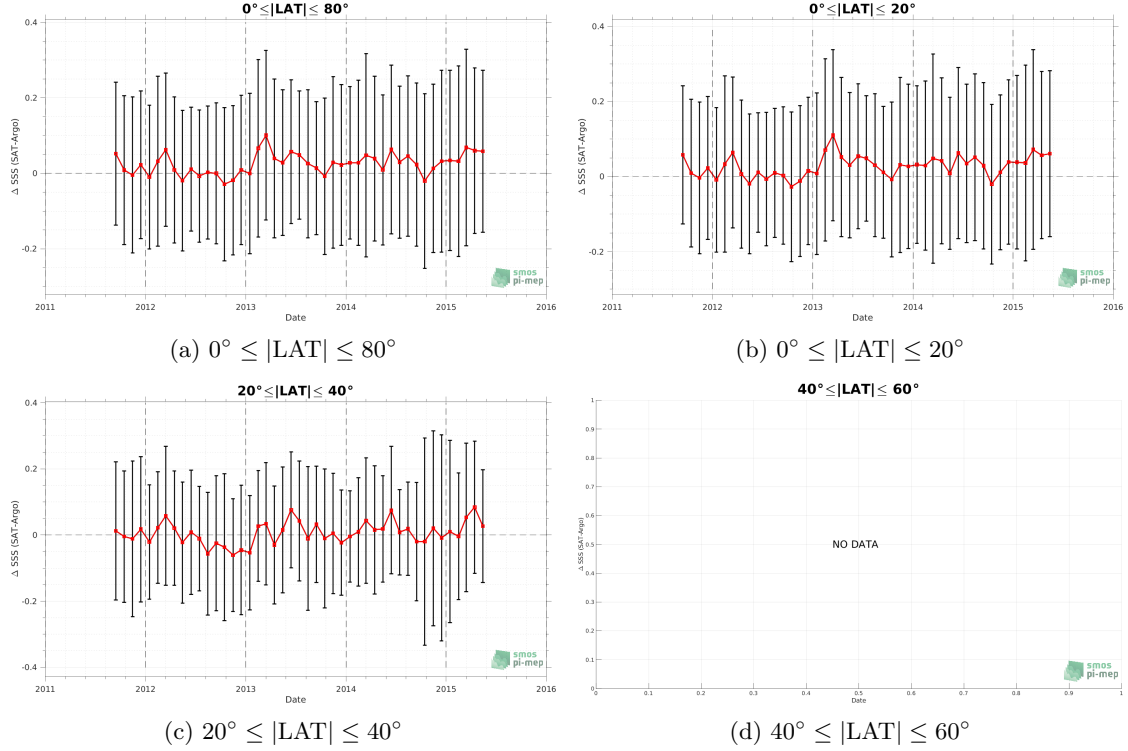 0°≤|LAT|≤ 80°
0.4
0.2
0
-0.2
Δ SSS (SAT-Argo)
2011 2012 2013 2014 2015 2016
Date
smos
pi-mep
(a) 0° ≤ |LAT| ≤ 80°
0°≤|LAT|≤ 20°
0.4
0.2
0
-0.2
Δ SSS (SAT-Argo)
2011 2012 2013 2014 2015 2016
Date
smos
pi-mep
(b) 0° ≤ |LAT| ≤ 20°
20°≤|LAT|≤ 40°
0.4
0.2
0
-0.2
-0.4
Δ SSS (SAT-Argo)
2011 2012 2013 2014 2015 2016
Date
smos
pi-mep
(c) 20° ≤ |LAT| ≤ 40°
40°≤|LAT|≤ 60°
1
0.9
0.8
0.7
0.6
0.5
0.4
0.3
0.2
0.1
0
Δ SSS (SAT-Argo)
NO DATA
0 0.1 0.2 0.3 0.4 0.5 0.6 0.7 0.8 0.9 1
Date
smos
pi-mep
(d) 40° ≤ |LAT| ≤ 60°